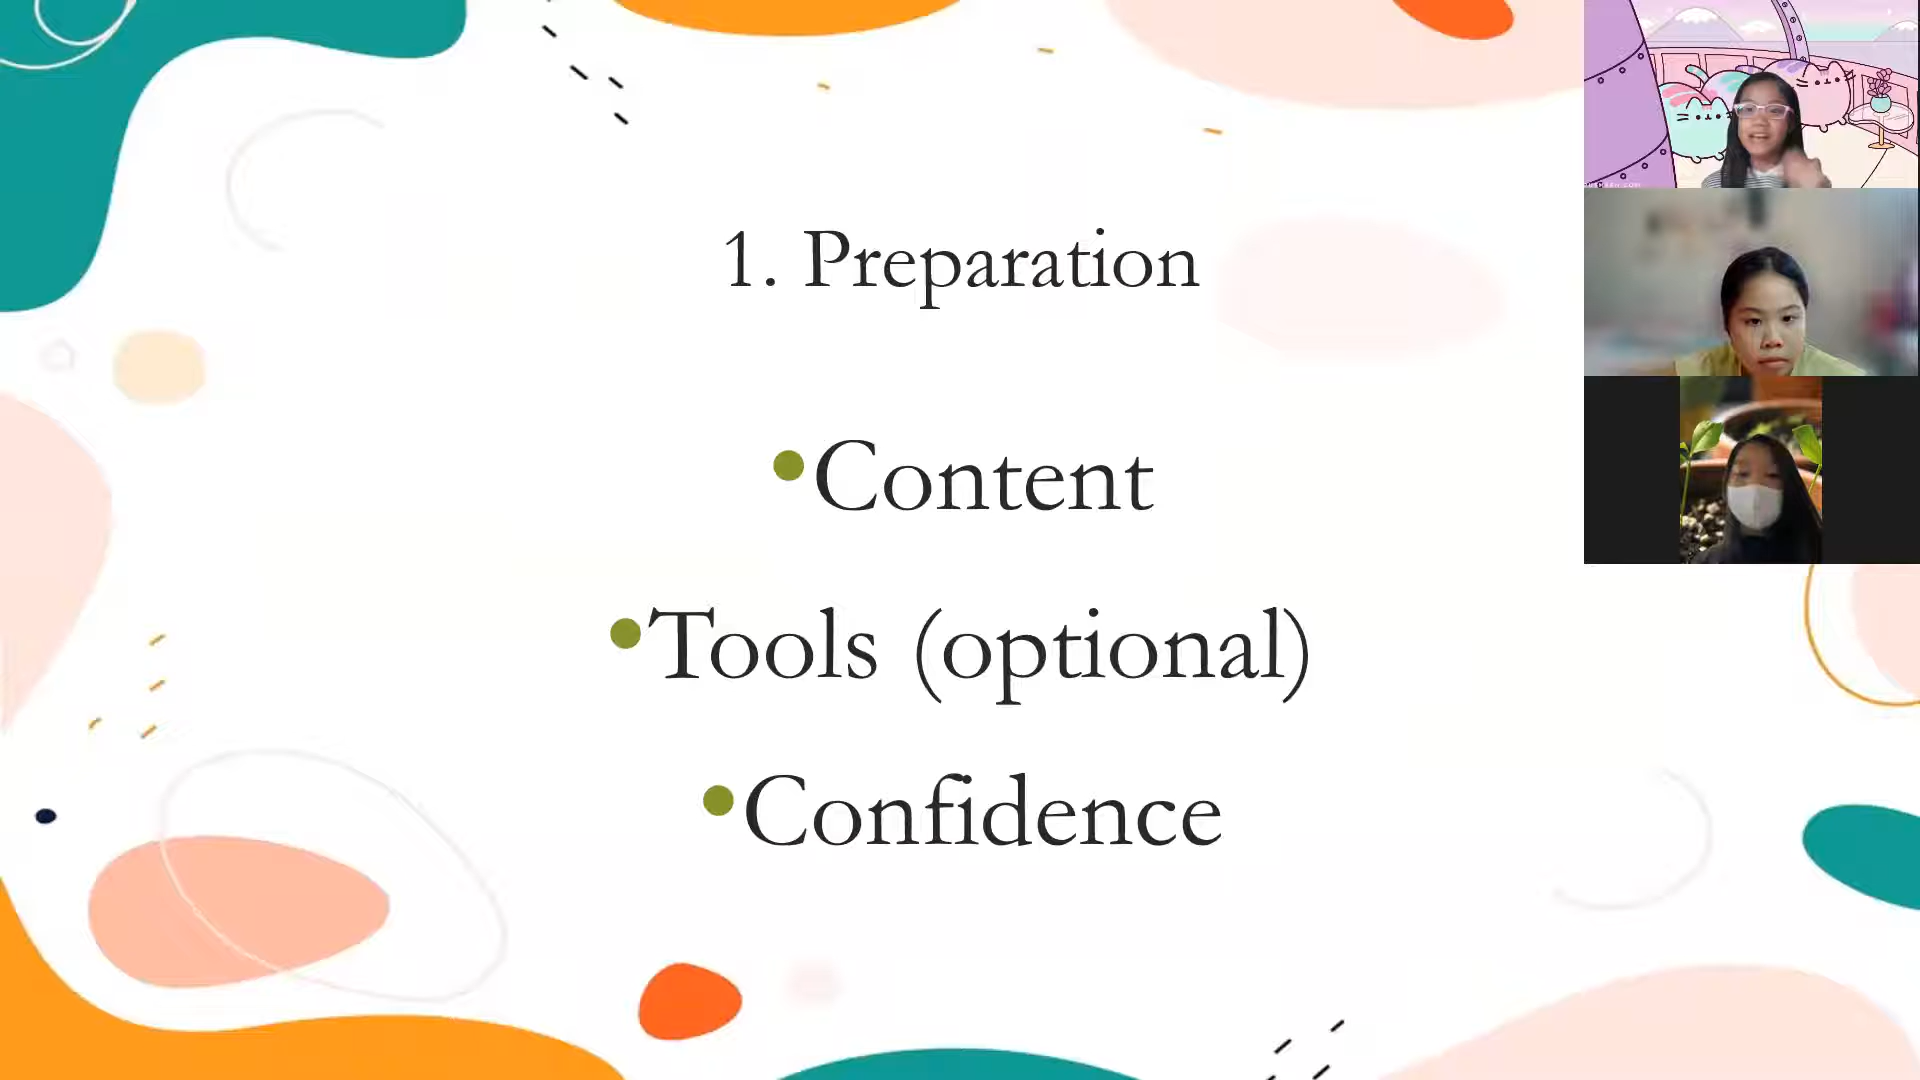 1. Preparation
•Content
•Tools (optional)
•Confidence